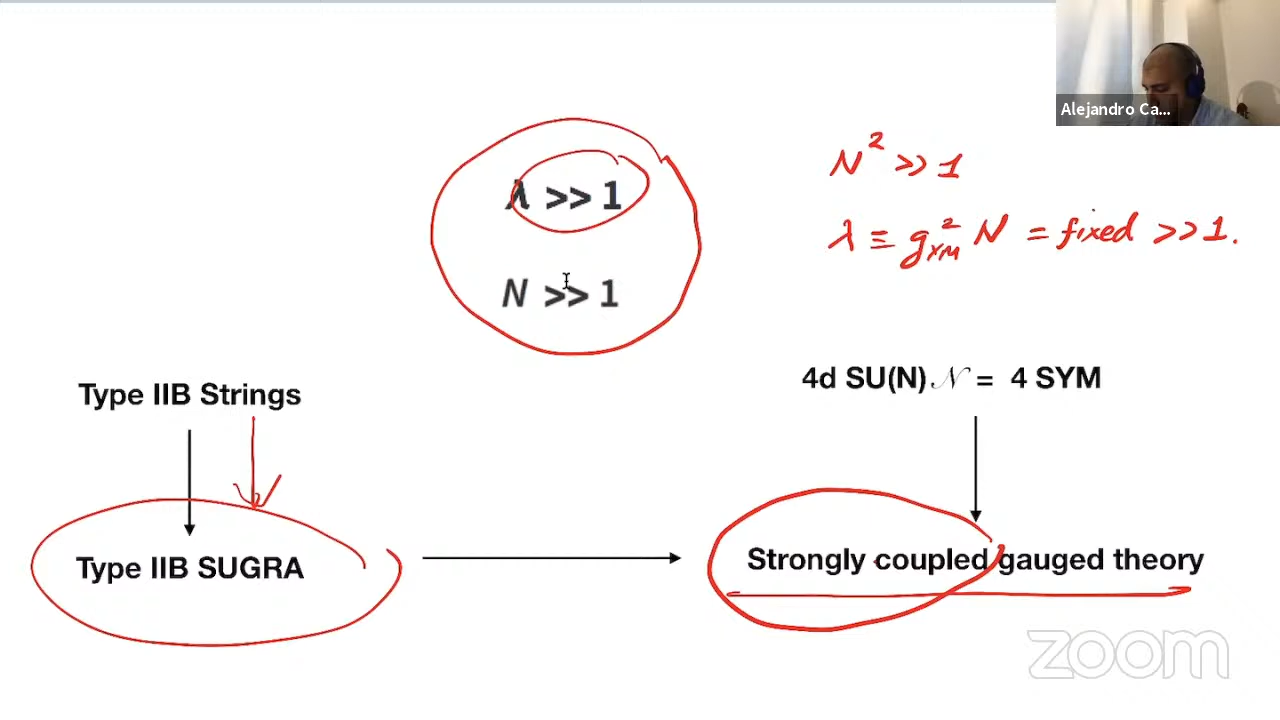 Alejandro Ca...
N² >> 1
λ >> 1
λ ≡ g²_YM N = fixed >> 1.
N >> 1
4d SU(N) 𝒩 = 4 SYM
Type IIB Strings
Strongly coupled gauged theory
Type IIB SUGRA
zoom